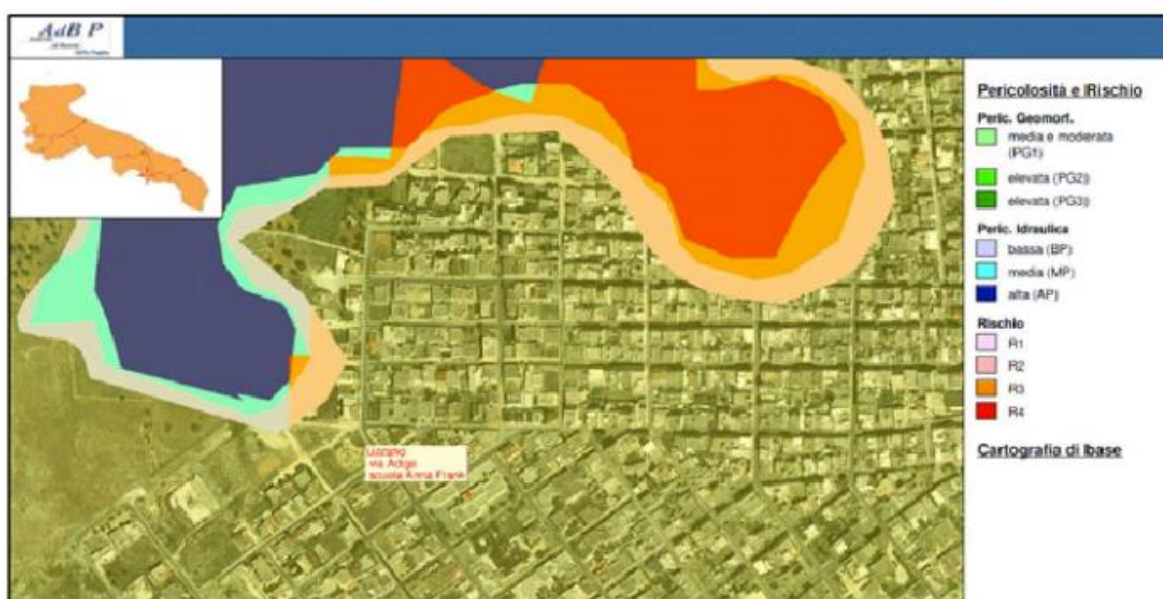 AdB P
Pericolosità e Rischio
Peric. Geomorf.
media e moderata
(PG1)
elevata (PG2)
elevata (PG3)
Peric. Idraulica
bassa (BP)
media (MP)
alta (AP)
Rischio
R1
R2
R3
R4
Cartografia di base
via Adige
scuola Anna Frank